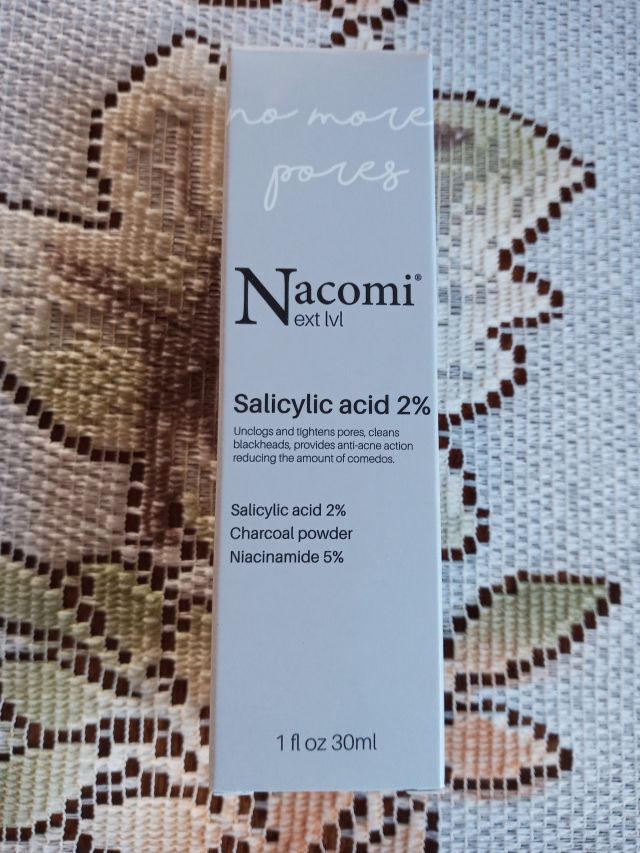 no more
pores
Nacomi®
Next lvl
Salicylic acid 2%
Unclogs and tightens pores, cleans
blackheads, provides anti-acne action
reducing the amount of comedos.
Salicylic acid 2%
Charcoal powder
Niacinamide 5%
1 fl oz 30ml